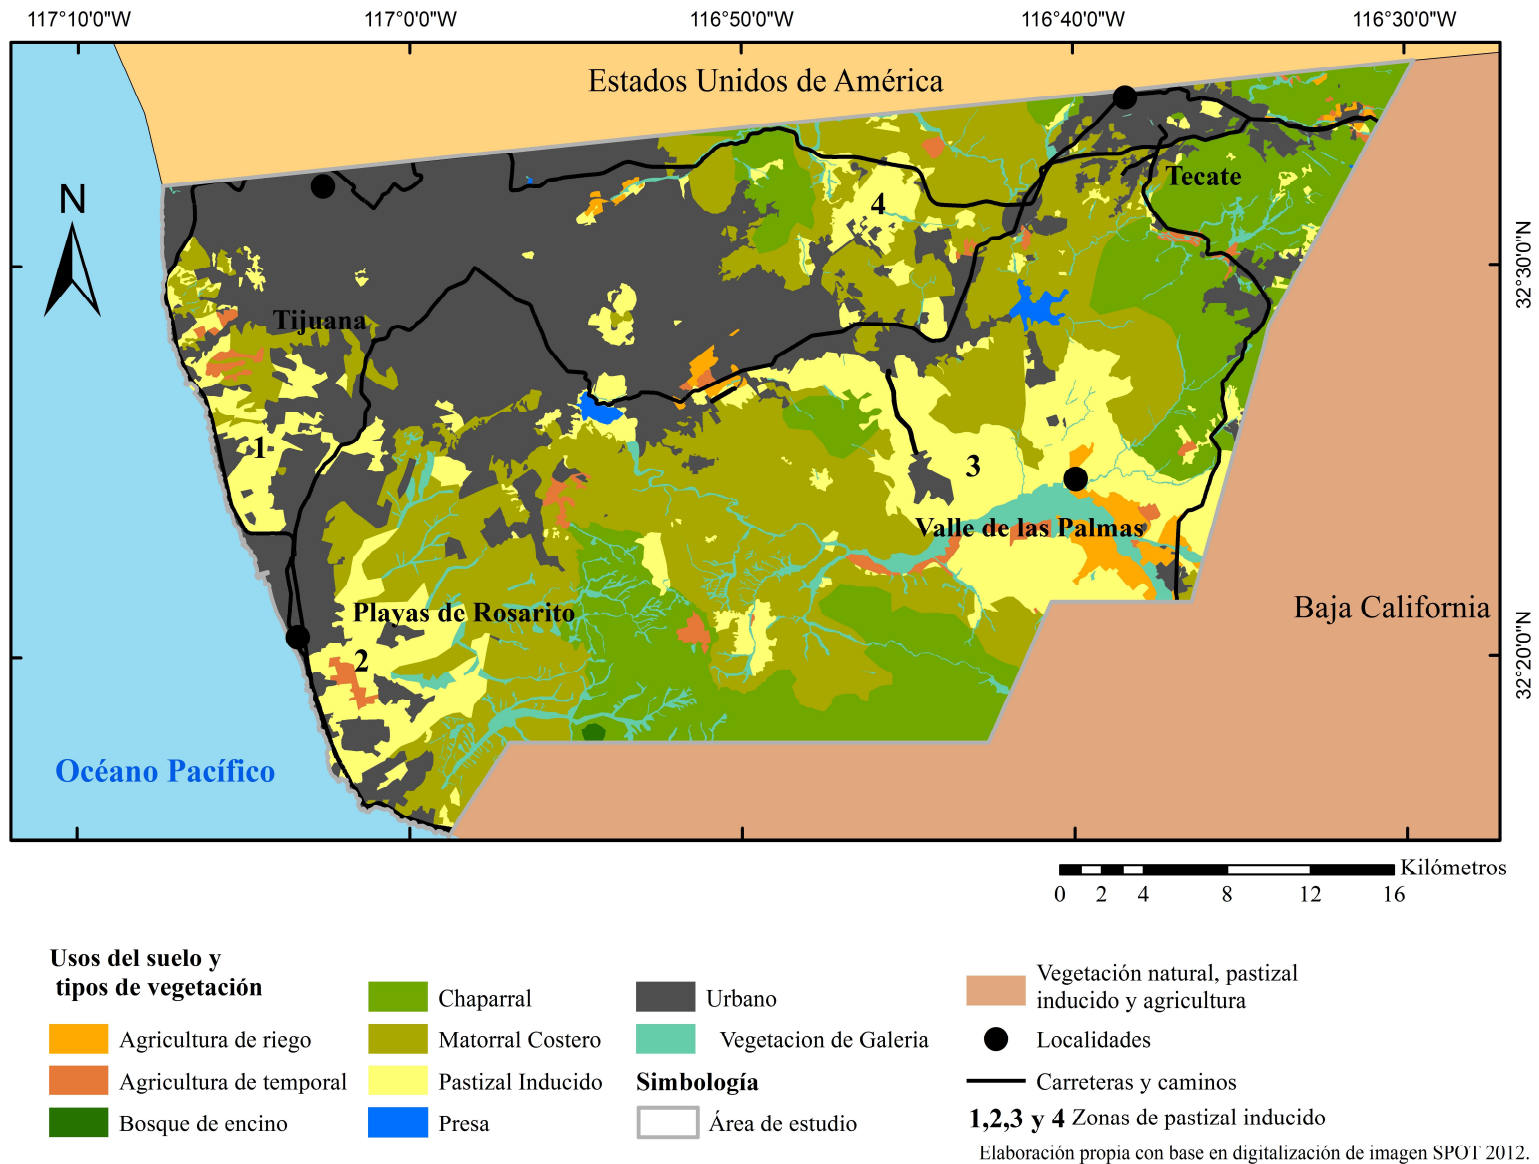 117°10'0"W 117°0'0"W 116°50'0"W 116°40'0"W 116°30'0"W
Estados Unidos de América
N
Tecate
4
32°30'0"N
Tijuana
1
3
Valle de las Palmas
Playas de Rosarito
2
Baja California
32°20'0"N
Océano Pacífico
Kilómetros
0 2 4 8 12 16
Usos del suelo y
tipos de vegetación
Agricultura de riego
Agricultura de temporal
Bosque de encino
Chaparral
Matorral Costero
Pastizal Inducido
Presa
Urbano
Vegetacion de Galeria
Simbología
Área de estudio
Vegetación natural, pastizal
inducido y agricultura
Localidades
Carreteras y caminos
1,2,3 y 4 Zonas de pastizal inducido
Elaboración propia con base en digitalización de imagen SPOT 2012.